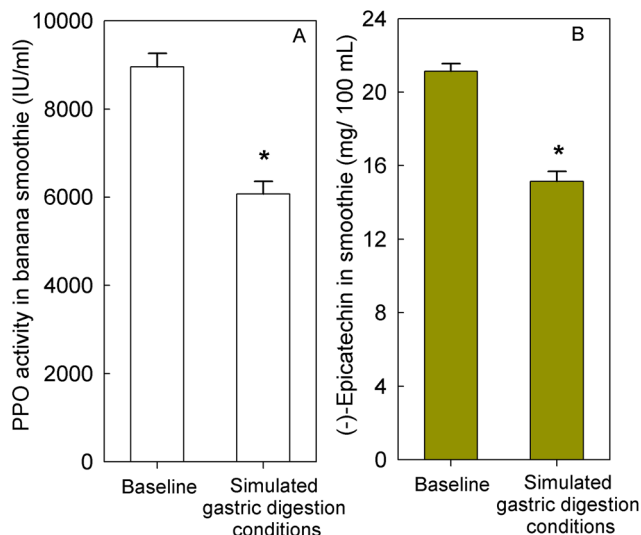 A
PPO activity in banana smoothie (IU/ml)
10000
8000
6000
4000
2000
0
*
Baseline
Simulated
gastric digestion
conditions
B
(-)-Epicatechin in smoothie (mg/ 100 mL)
24
20
16
12
8
4
0
*
Baseline
Simulated
gastric digestion
conditions